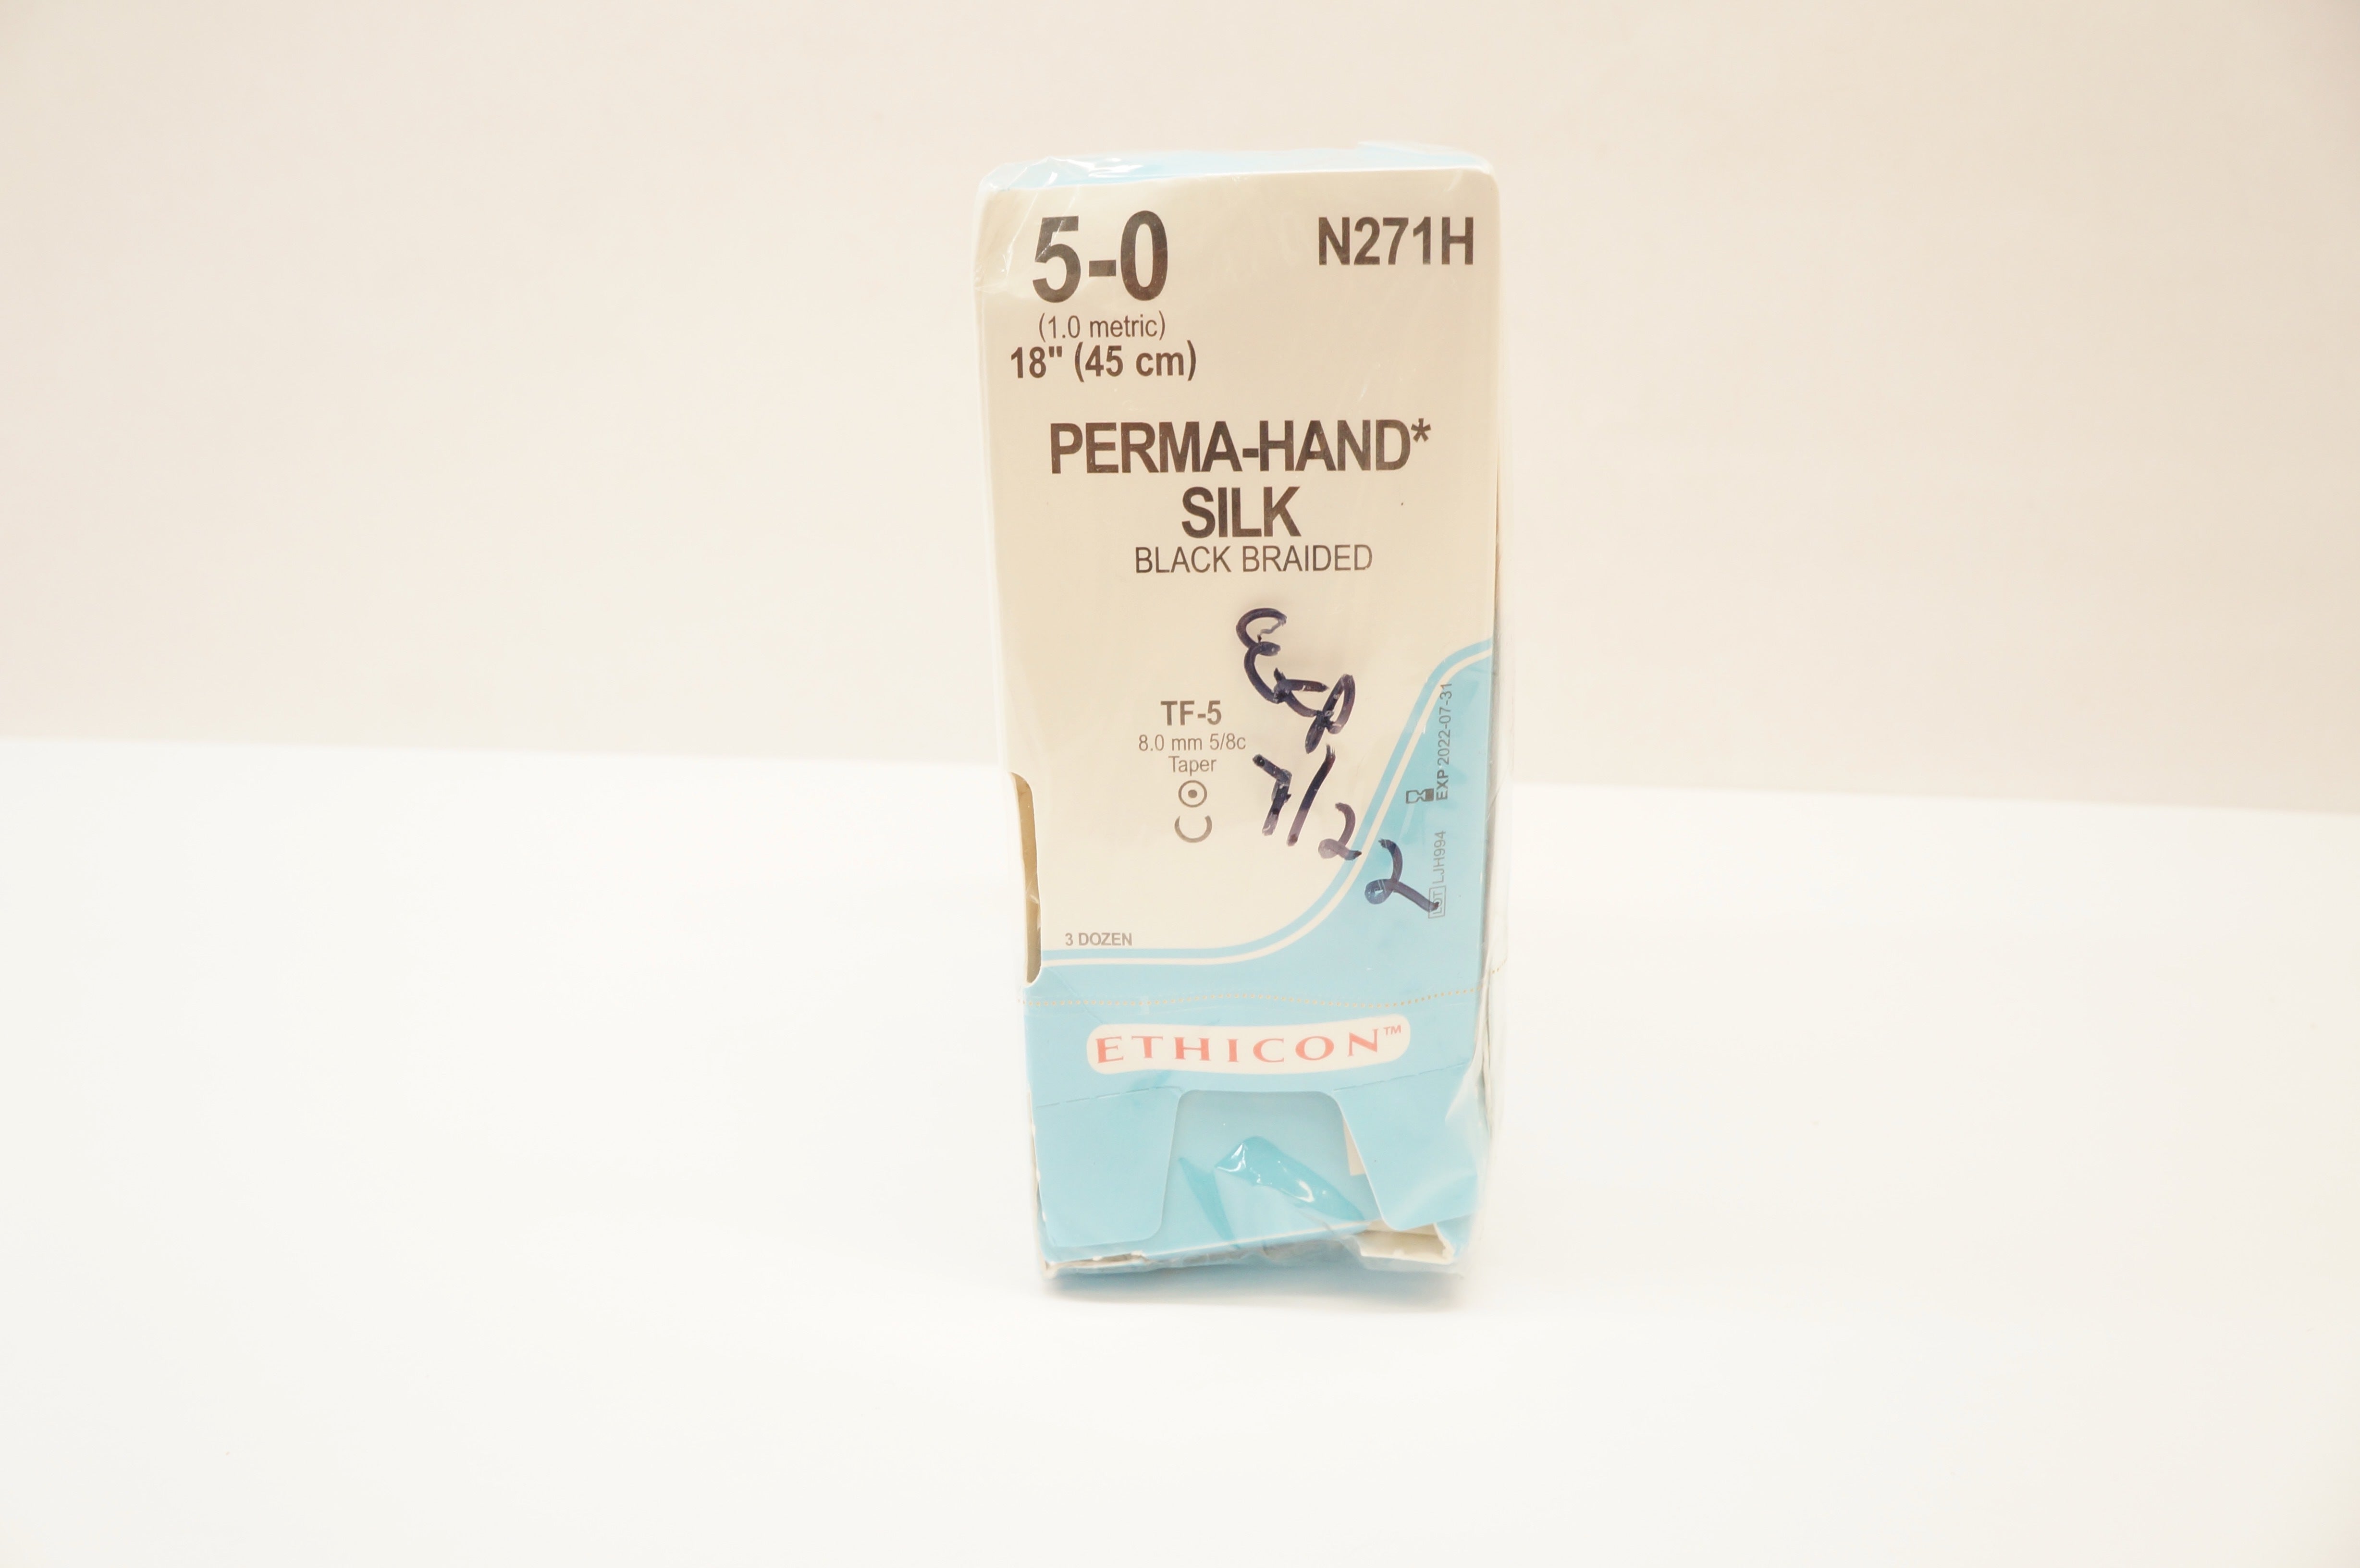 5-0
N271H
(1.0 metric)
18" (45 cm)
PERMA-HAND*
SILK
BLACK BRAIDED
Exp
7/22
TF-5
8.0 mm 5/8c
Taper
EXP 2022-07-31
LOT LJH994
3 DOZEN
ETHICON™